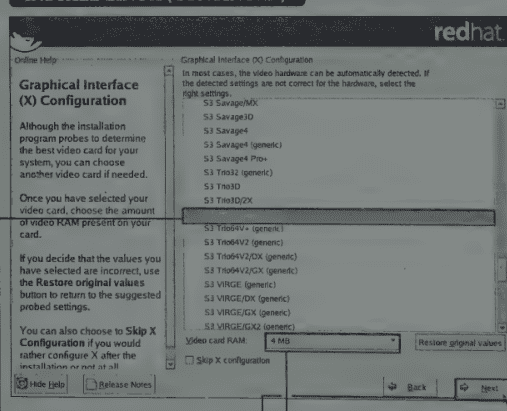 redhat.
Online Help
Graphical Interface
(X) Configuration
Although the installation
program probes to determine
the best video card for your
system, you can choose
another video card if needed.
Once you have selected your
video card, choose the amount
of video RAM present on your
card.
If you decide that the values you
have selected are incorrect, use
the Restore original values
button to return to the suggested
probed settings.
You can also choose to Skip X
Configuration if you would
rather configure X after the
installation or not at all.
Graphical Interface (X) Configuration
In most cases, the video hardware can be automatically detected. If
the detected settings are not correct for the hardware, select the
right settings.
S3 Savage/MX
S3 Savage3D
S3 Savage4
S3 Savage4 (generic)
S3 Savage4 Pro+
S3 Trio32 (generic)
S3 Trio3D
S3 Trio3D/2X
S3 Trio64V+ (generic)
S3 Trio64V2 (generic)
S3 Trio64V2/DX (generic)
S3 Trio64V2/GX (generic)
S3 VIRGE (generic)
S3 VIRGE/DX (generic)
S3 VIRGE/GX (generic)
S3 VIRGE/GX2 (generic)
Video card RAM: 4 MB
Restore original values
Skip X configuration
Hide Help
Release Notes
Back
Next